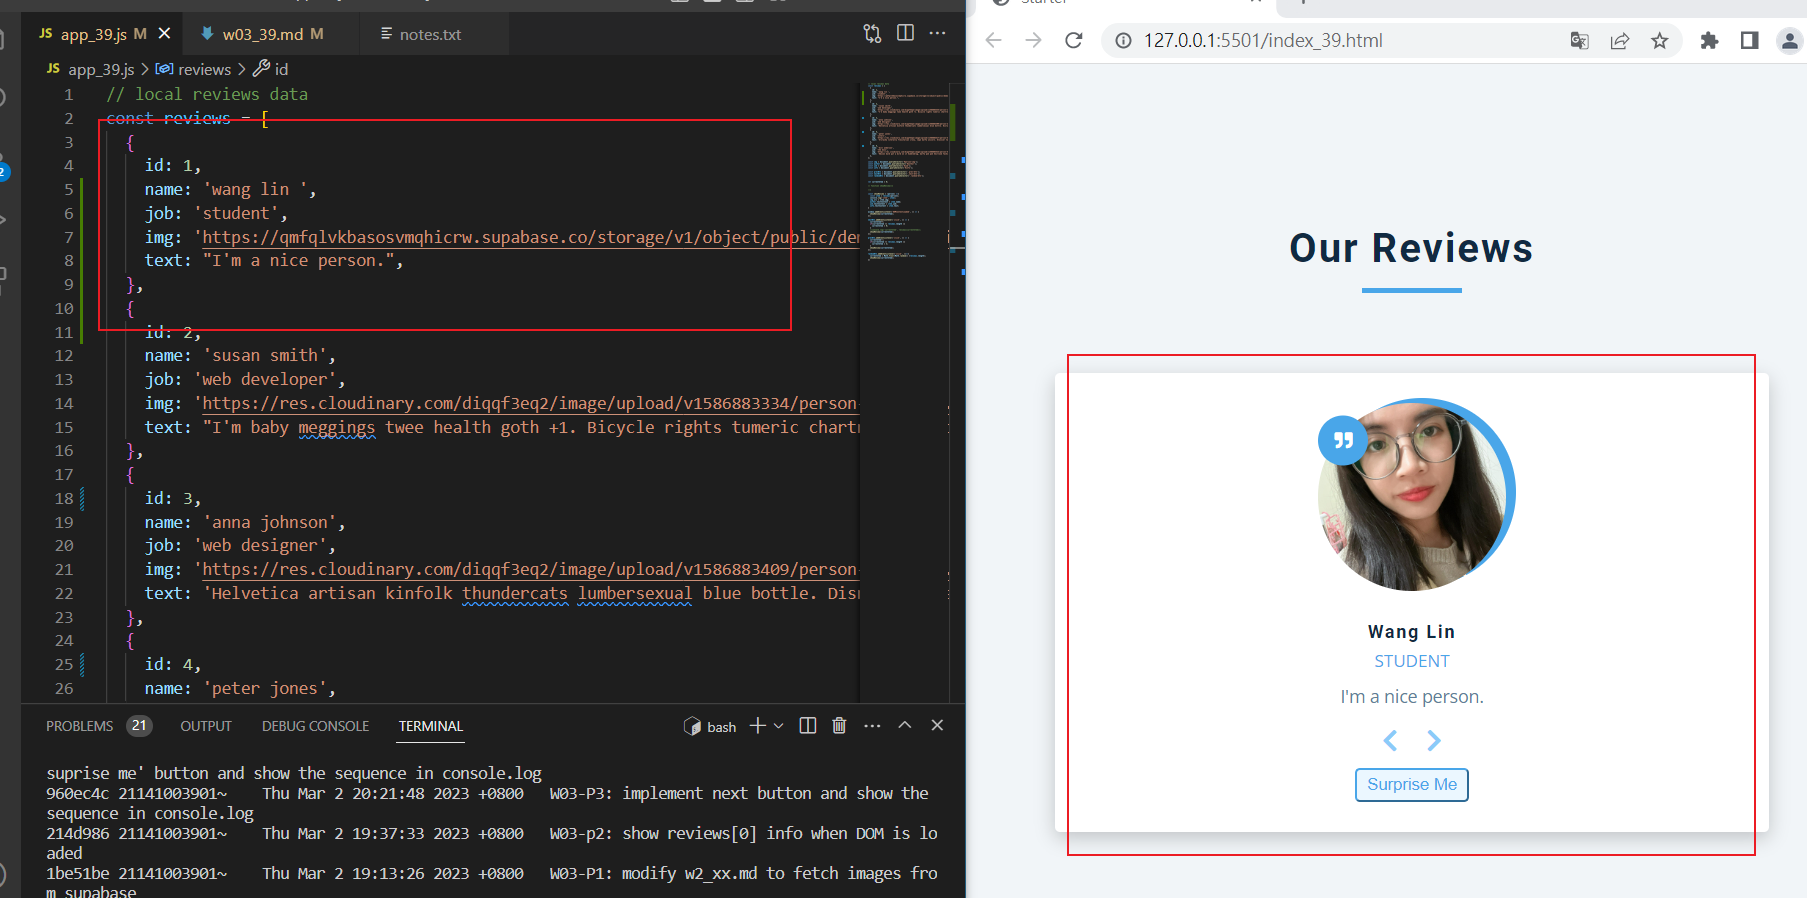 app_39.js M
w03_39.md M
notes.txt
JS app_39.js > reviews > id
1 // local reviews data
2 const reviews = [
3 {
4 id: 1,
5 name: 'wang lin ',
6 job: 'student',
7 img: 'https://qmfqlvkbasosvmqhicrw.supabase.co/storage/v1/object/public/
8 text: "I'm a nice person.",
9 },
10 {
11 id: 2,
12 name: 'susan smith',
13 job: 'web developer',
14 img: 'https://res.cloudinary.com/diqqf3eq2/image/upload/v1586883334/person-
15 text: "I'm baby meggings twee health goth +1. Bicycle rights tumeric
16 },
17 {
18 id: 3,
19 name: 'anna johnson',
20 job: 'web designer',
21 img: 'https://res.cloudinary.com/diqqf3eq2/image/upload/v1586883409/person-
22 text: 'Helvetica artisan kinfolk thundercats lumbersexual blue bottle.
23 },
24 {
25 id: 4,
26 name: 'peter jones',
PROBLEMS 21 OUTPUT DEBUG CONSOLE TERMINAL
bash
suprise me' button and show the sequence in console.log
960ec4c 21141003901~ Thu Mar 2 20:21:48 2023 +0800 W03-P3: implement next button and show the
sequence in console.log
214d986 21141003901~ Thu Mar 2 19:37:33 2023 +0800 W03-p2: show reviews[0] info when DOM is lo
aded
1be51be 21141003901~ Thu Mar 2 19:13:26 2023 +0800 W03-P1: modify w2_xx.md to fetch images fro
m supabase
127.0.0.1:5501/index_39.html
Our Reviews
Wang Lin
STUDENT
I'm a nice person.
Surprise Me